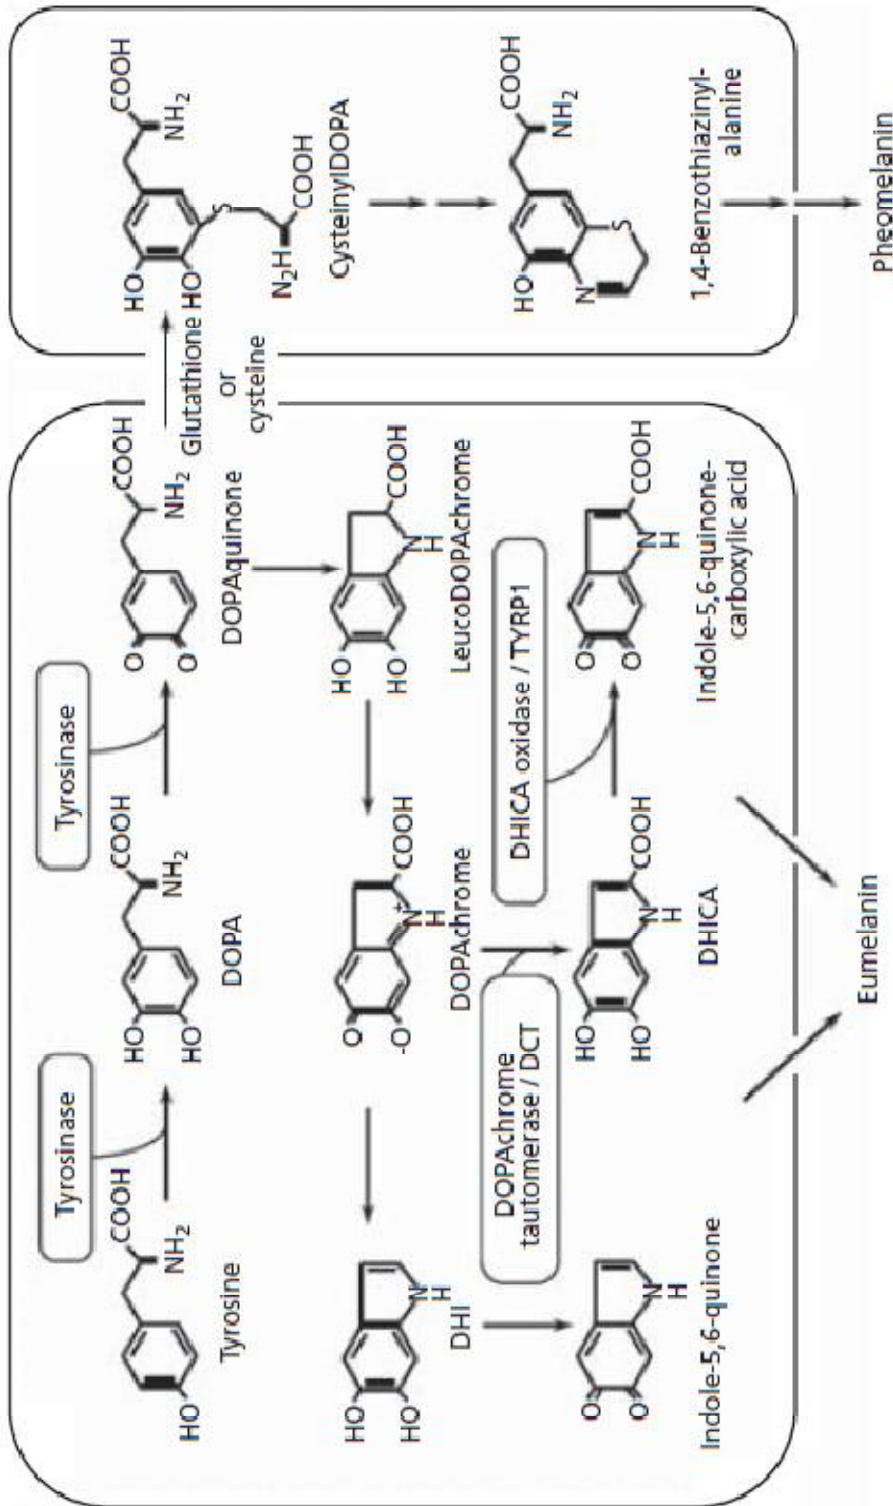 Tyrosinase
Tyrosinase
HO
COOH
NH₂
Tyrosine
HO
HO
COOH
NH₂
DOPA
O
O
COOH
NH₂
DOPAquinone
Glutathione
or
cysteine
HO
HO
COOH
NH₂
S
N₂H
COOH
CysteinylDOPA
HO
HO
N
H
DHI
O
-O
N+
H
COOH
DOPAchrome
HO
HO
N
H
COOH
LeucoDOPAchrome
DOPAchrome
tautomerase / DCT
DHICA oxidase / TYRP1
O
O
N
H
Indole-5,6-quinone
HO
HO
N
H
COOH
DHICA
O
O
N
H
COOH
Indole-5,6-quinone-
carboxylic acid
HO
N
S
COOH
NH₂
1,4-Benzothiazinyl-
alanine
Eumelanin
Pheomelanin